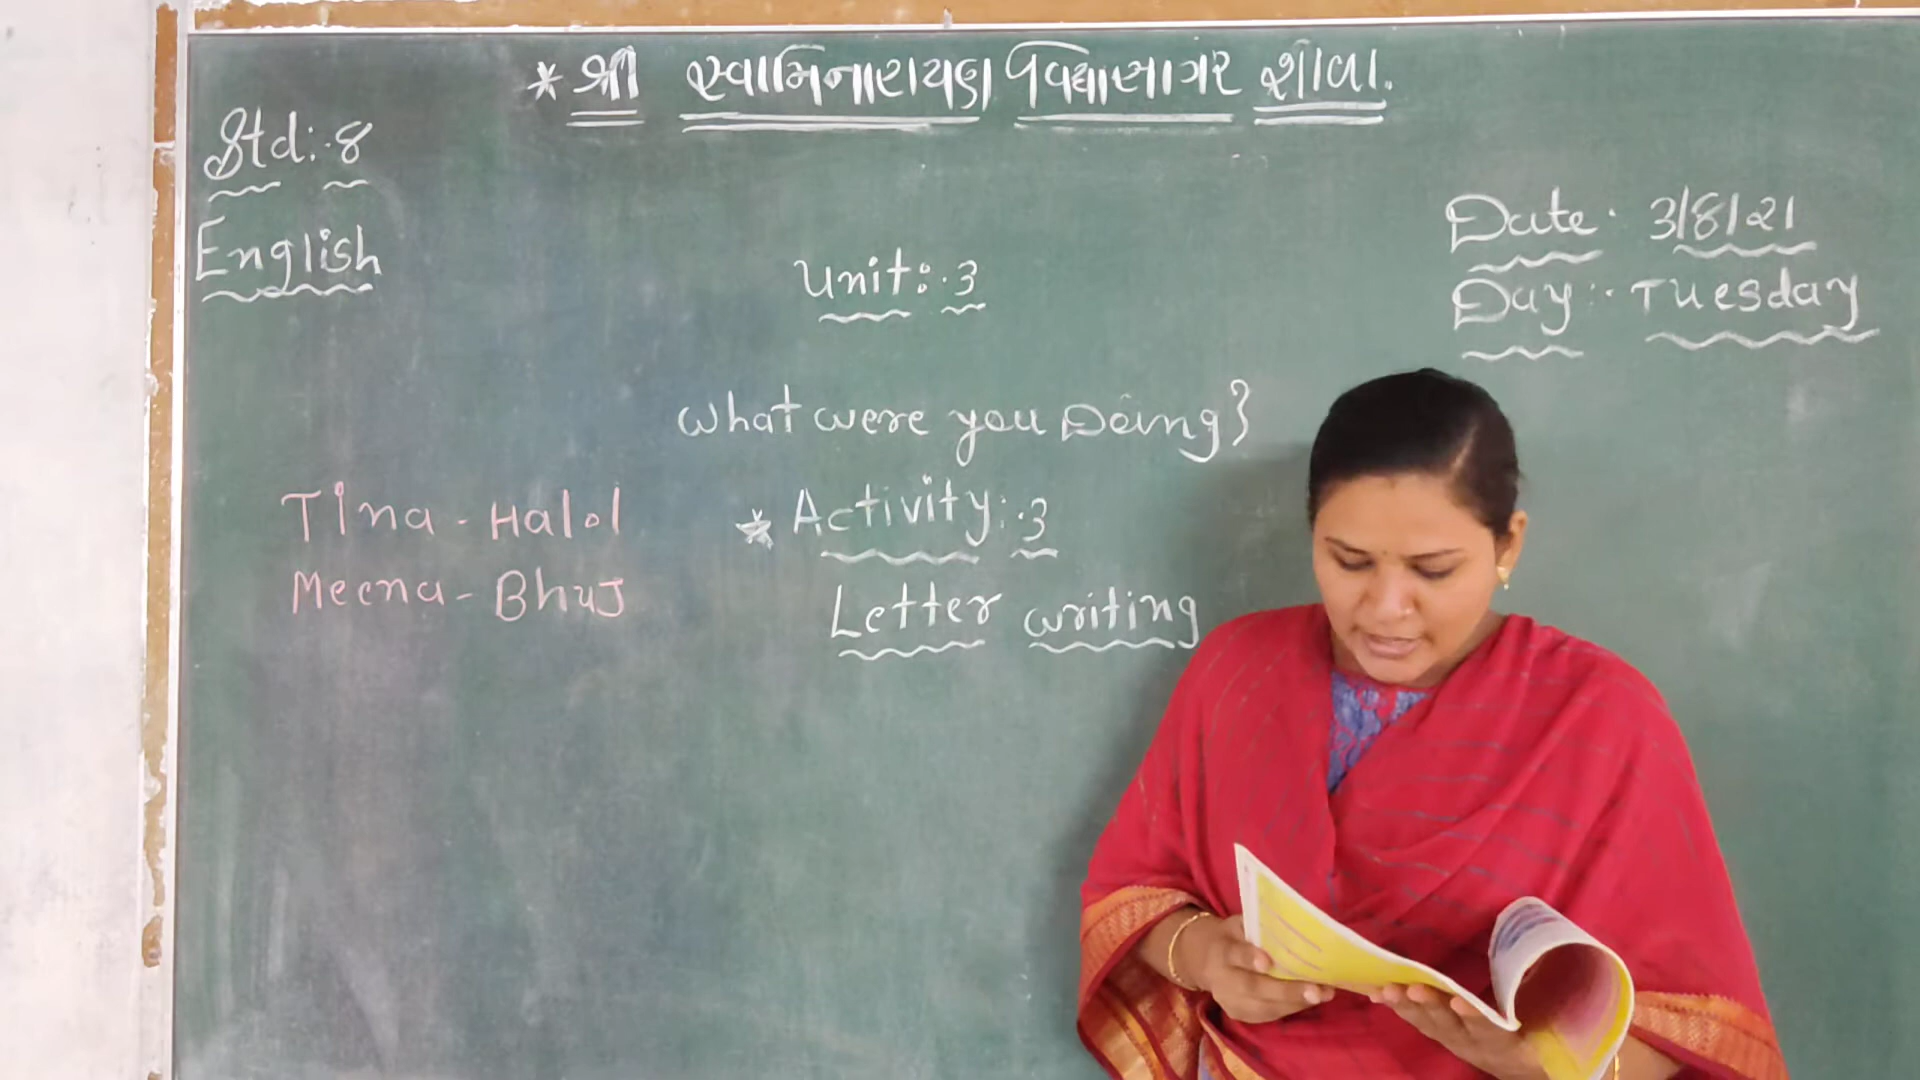 * શ્રી સ્વામિનારાયણ વિદ્યાસાગર શાળા.
Std:-8
English
Date: 3/8/21
Day:- Tuesday
Unit:-3
What were you Doing?
Tina - Halol
Meena - Bhuj
* Activity:-3
Letter writing